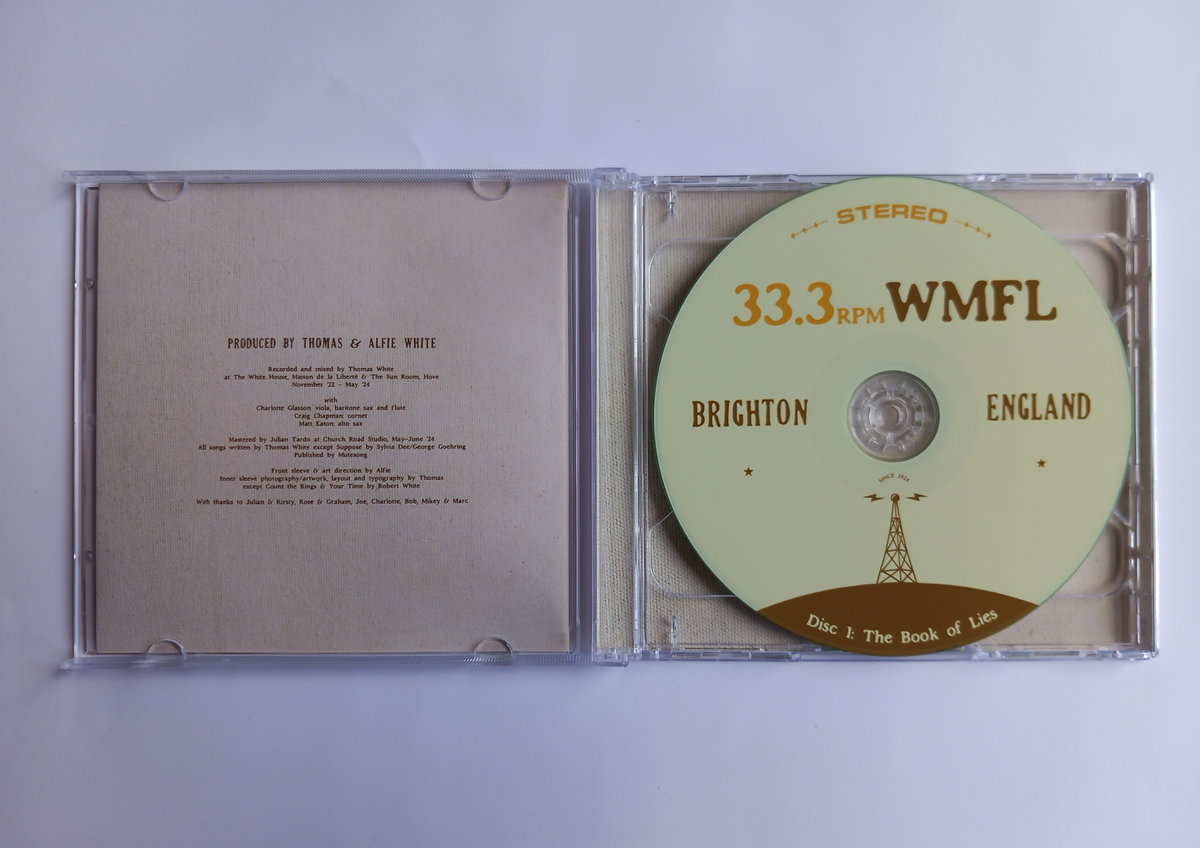 PRODUCED BY THOMAS & ALFIE WHITE
Recorded and mixed by Thomas White
at The White House, Maison de la Liberté & The Sun Room, Hove
November '22 – May '24
with
Charlotte Glasson: viola, baritone sax and flute
Craig Chapman: cornet
Matt Eaton: alto sax
Mastered by Julian Tardo at Church Road Studio, May-June '24
All songs written by Thomas White except Suppose by Sylvia Dee/George Goehring
Published by Mutesong
Front sleeve & art direction by Alfie
Inner sleeve photography/artwork, layout and typography by Thomas
except Count the Rings & Your Time by Robert White
With thanks to Julian & Kirsty, Rose & Graham, Joe, Charlotte, Bob, Mikey & Marc
STEREO
33.3RPM WMFL
BRIGHTON ENGLAND
SINCE 2024
Disc 1: The Book of Lies